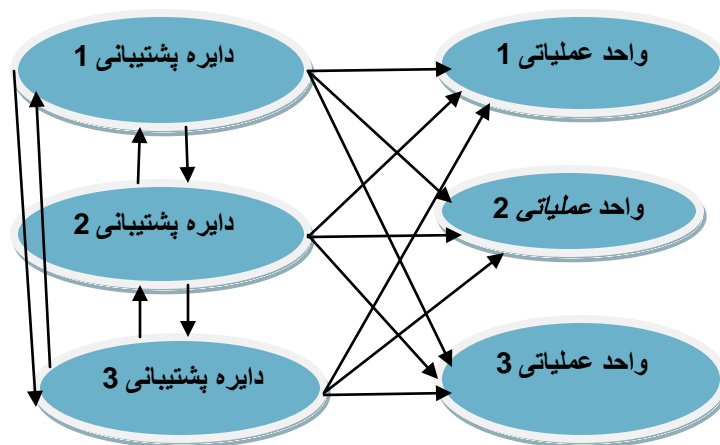 دایره پشتیبانی 1
واحد عملیاتی 1
دایره پشتیبانی 2
واحد عملیاتی 2
دایره پشتیبانی 3
واحد عملیاتی 3